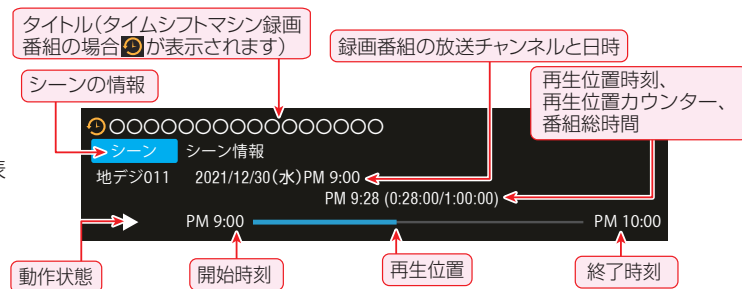 タイトル(タイムシフトマシン録画
番組の場合 が表示されます)
録画番組の放送チャンネルと日時
シーンの情報
再生位置時刻、
再生位置カウンター、
番組総時間
○○○○○○○○○○○○○○○○
シーン シーン情報
地デジ011 2021/12/30(水)PM 9:00
表
PM 9:28 (0:28:00/1:00:00)
PM 9:00 PM 10:00
動作状態
開始時刻
再生位置
終了時刻